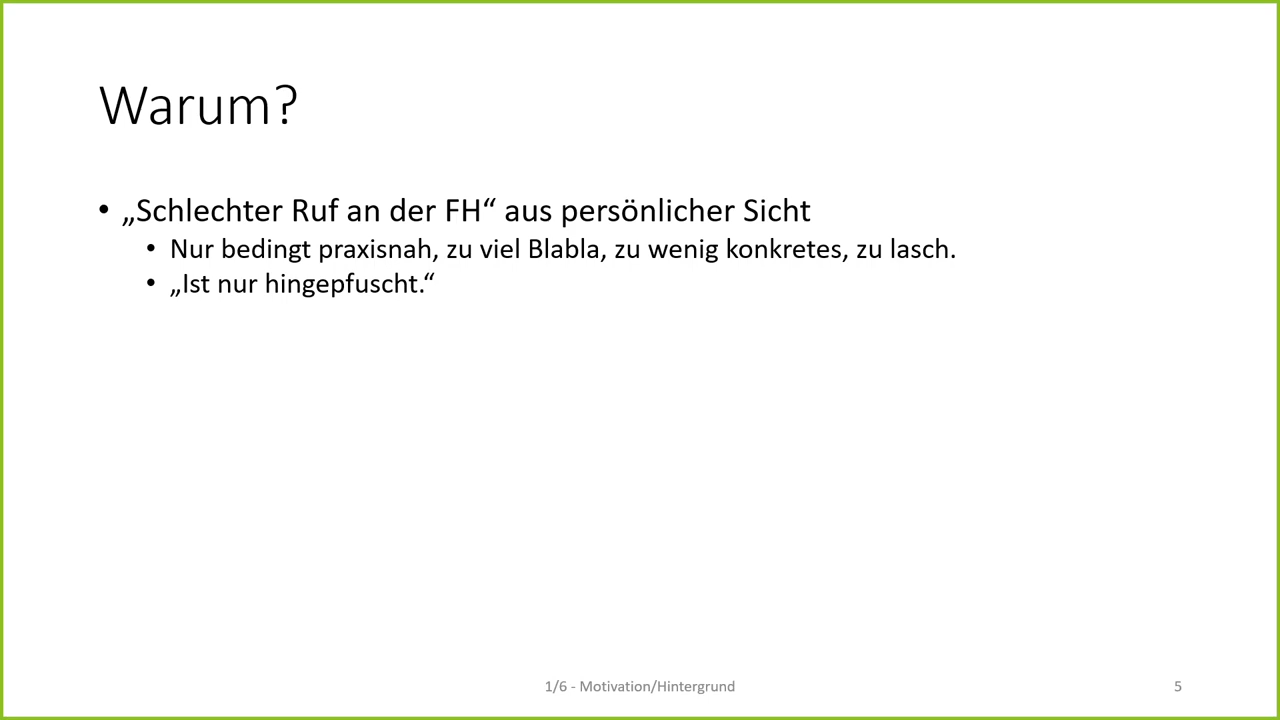 Warum?
• „Schlechter Ruf an der FH“ aus persönlicher Sicht
• Nur bedingt praxisnah, zu viel Blabla, zu wenig konkretes, zu lasch.
• „Ist nur hingepfuscht.“
1/6 - Motivation/Hintergrund
5